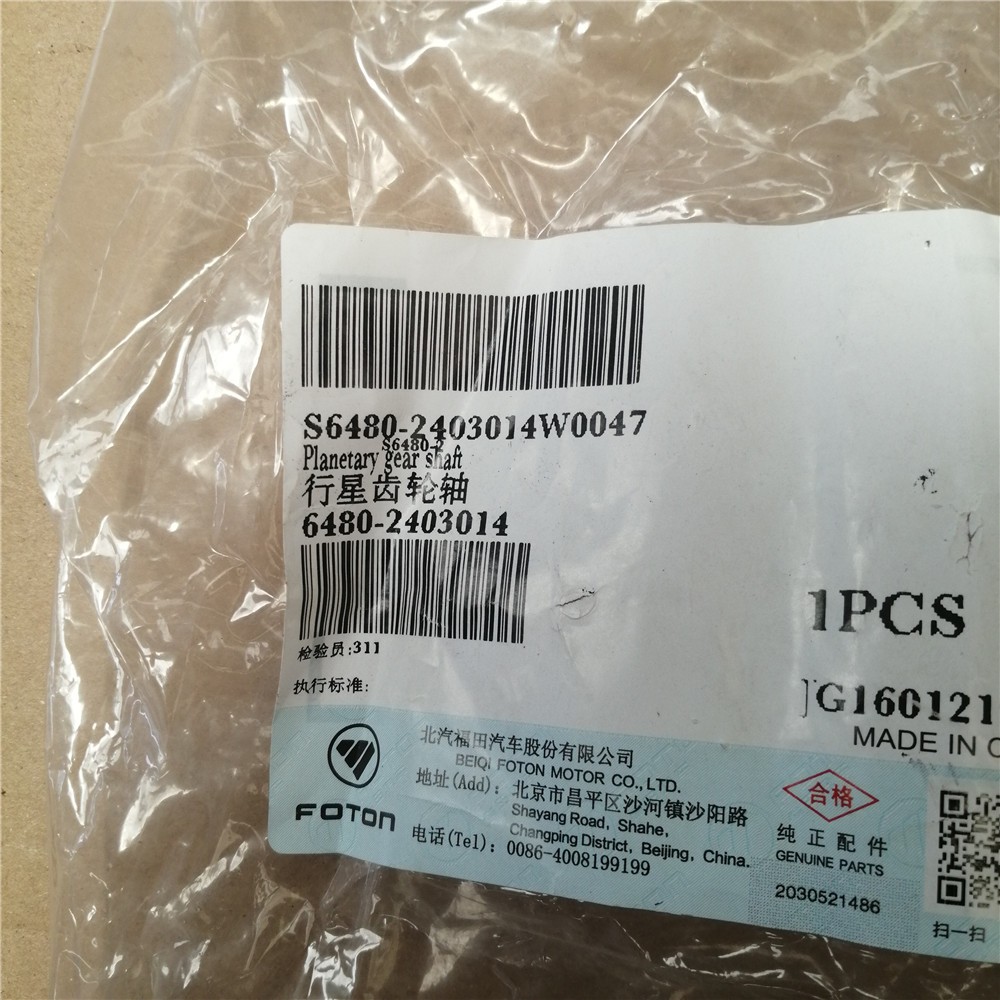 S6480-2403014W0047
S6480-2
Planetary gear shaft
行星齿轮轴
6480-2403014
1PCS
检验员:311
执行标准:
JG160121
MADE IN C
FOTON
北汽福田汽车股份有限公司
BEIQI FOTON MOTOR CO.,LTD.
地址(Add): 北京市昌平区沙河镇沙阳路
Shayang Road, Shahe,
Changping District, Beijing, China.
电话(Tel): 0086-4008199199
合格
纯正配件
GENUINE PARTS
2030521486
扫一扫